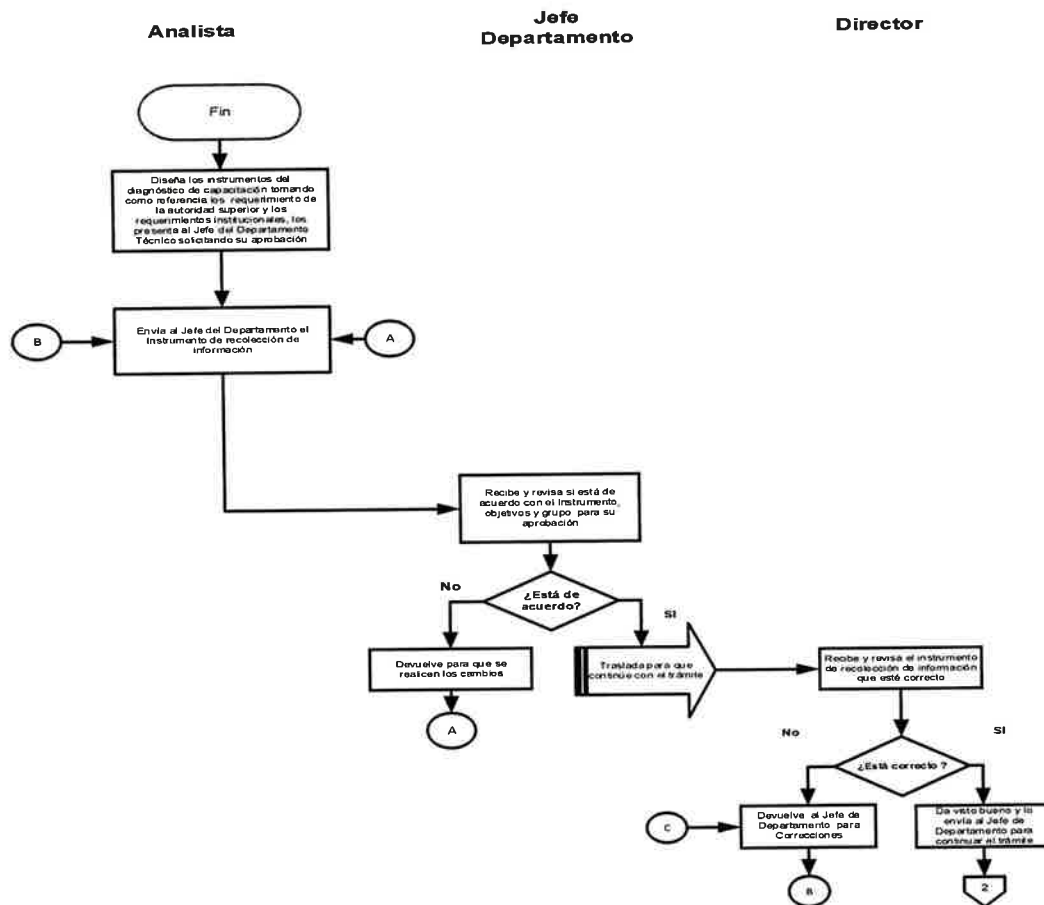 Analista
Jefe
Departamento
Director
Fin
Diseña los instrumentos del
diagnóstico de capacitación tomando
como referencia los requerimiento de
la autoridad superior y los
requerimientos institucionales, los
presenta al Jefe del Departamento
Técnico solicitando su aprobación
B
Envía al Jefe del Departamento el
Instrumento de recolección de
información
A
Recibe y revisa si está de
acuerdo con el Instrumento,
objetivos y grupo para su
aprobación
No
¿Está de
acuerdo?
SI
Devuelve para que se
realicen los cambios
Traslada para que
continúe con el trámite
Recibe y revisa el instrumento
de recolección de información
que esté correcto
A
No
SI
¿Está correcto ?
C
Devuelve al Jefe de
Departamento para
Correcciones
Da visto bueno y lo
envía al Jefe de
Departamento para
continuar el trámite
B
2